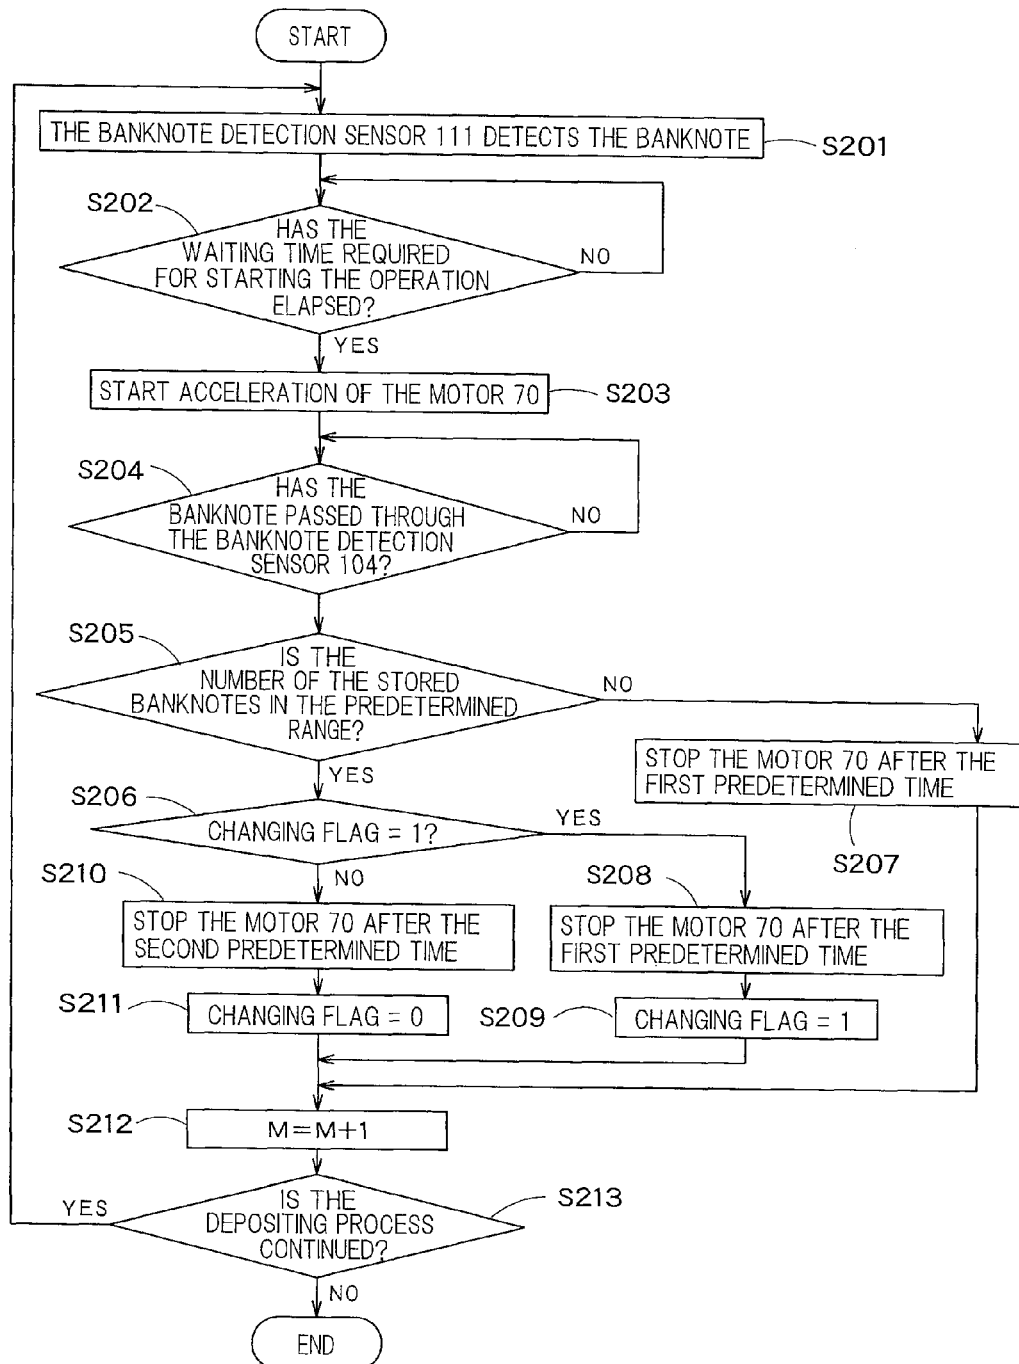 START
THE BANKNOTE DETECTION SENSOR 111 DETECTS THE BANKNOTE
S201
S202
HAS THE
WAITING TIME REQUIRED
FOR STARTING THE OPERATION
ELAPSED?
NO
YES
START ACCELERATION OF THE MOTOR 70
S203
S204
HAS THE
BANKNOTE PASSED THROUGH
THE BANKNOTE DETECTION
SENSOR 104?
NO
S205
IS THE
NUMBER OF THE STORED
BANKNOTES IN THE PREDETERMINED
RANGE?
NO
YES
STOP THE MOTOR 70 AFTER THE
FIRST PREDETERMINED TIME
S207
S206
CHANGING FLAG = 1?
YES
NO
S210
STOP THE MOTOR 70 AFTER THE
SECOND PREDETERMINED TIME
S208
STOP THE MOTOR 70 AFTER THE
FIRST PREDETERMINED TIME
S211
CHANGING FLAG = 0
S209
CHANGING FLAG = 1
S212
M=M+1
YES
IS THE
DEPOSITING PROCESS
CONTINUED?
S213
NO
END